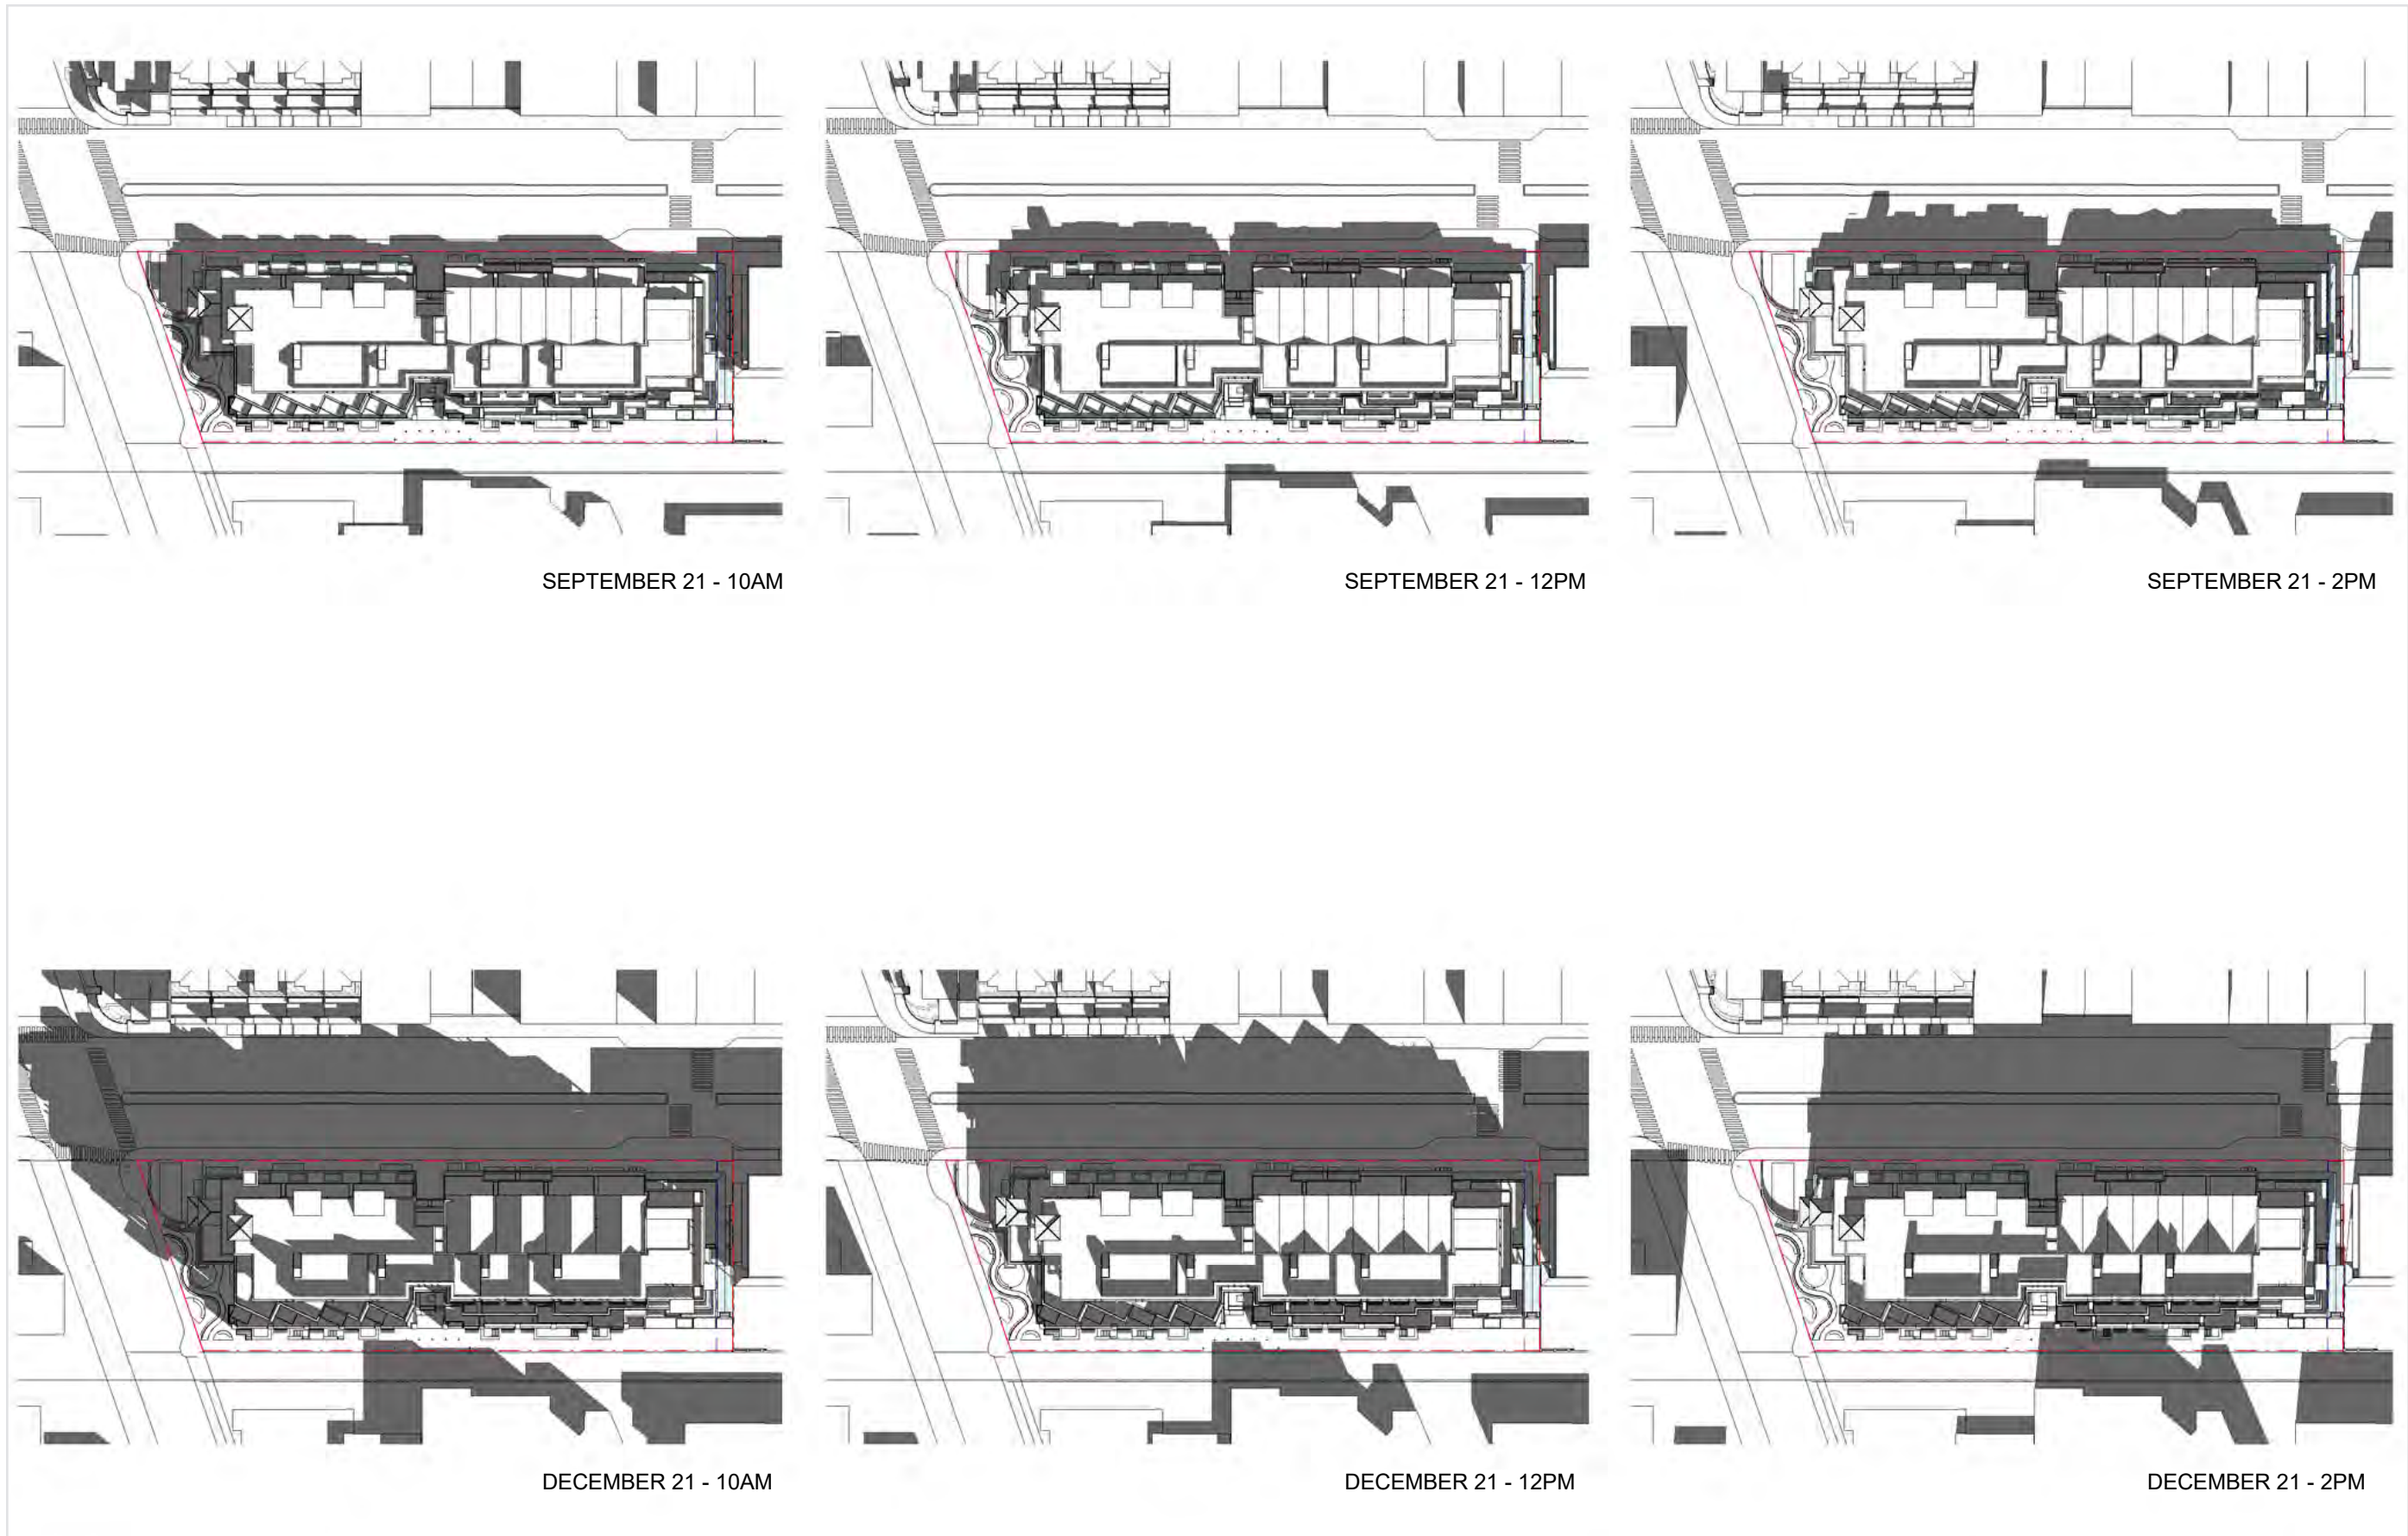 SEPTEMBER 21 - 10AM
SEPTEMBER 21 - 12PM
SEPTEMBER 21 - 2PM
DECEMBER 21 - 10AM
DECEMBER 21 - 12PM
DECEMBER 21 - 2PM